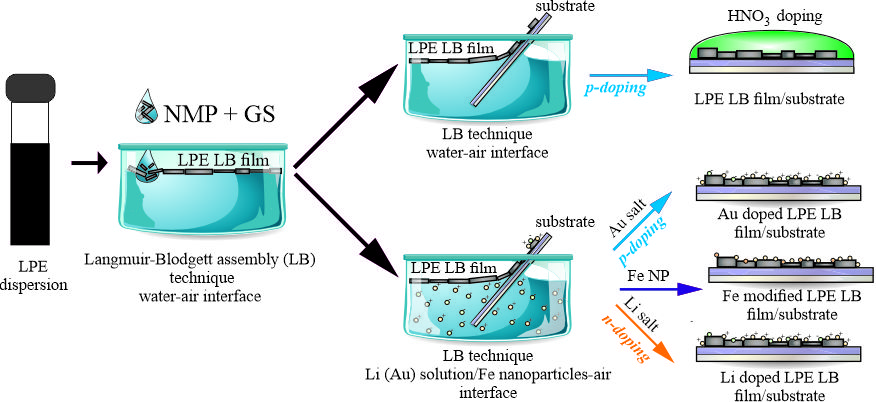 LPE
dispersion
NMP + GS
LPE LB film
Langmuir-Blodgett assembly (LB)
technique
water-air interface
substrate
LPE LB film
LB technique
water-air interface
p-doping
HNO3 doping
LPE LB film/substrate
substrate
LPE LB film
LB technique
Li (Au) solution/Fe nanoparticles-air
interface
Au salt
p-doping
Fe NP
Li salt
n-doping
Au doped LPE LB
film/substrate
Fe modified LPE LB
film/substrate
Li doped LPE LB
film/substrate